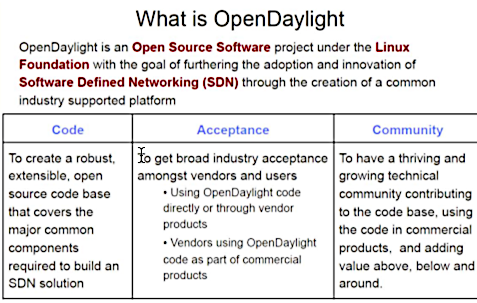 What is OpenDaylight
OpenDaylight is an Open Source Software project under the Linux
Foundation with the goal of furthering the adoption and innovation of
Software Defined Networking (SDN) through the creation of a common
industry supported platform
Code
To create a robust,
extensible, open
source code base
that covers the
major common
components
required to build an
SDN solution
Acceptance
To get broad industry acceptance
amongst vendors and users
• Using OpenDaylight code
directly or through vendor
products
• Vendors using OpenDaylight
code as part of commercial
products
Community
To have a thriving and
growing technical
community contributing
to the code base, using
the code in commercial
products, and adding
value above, below and
around.